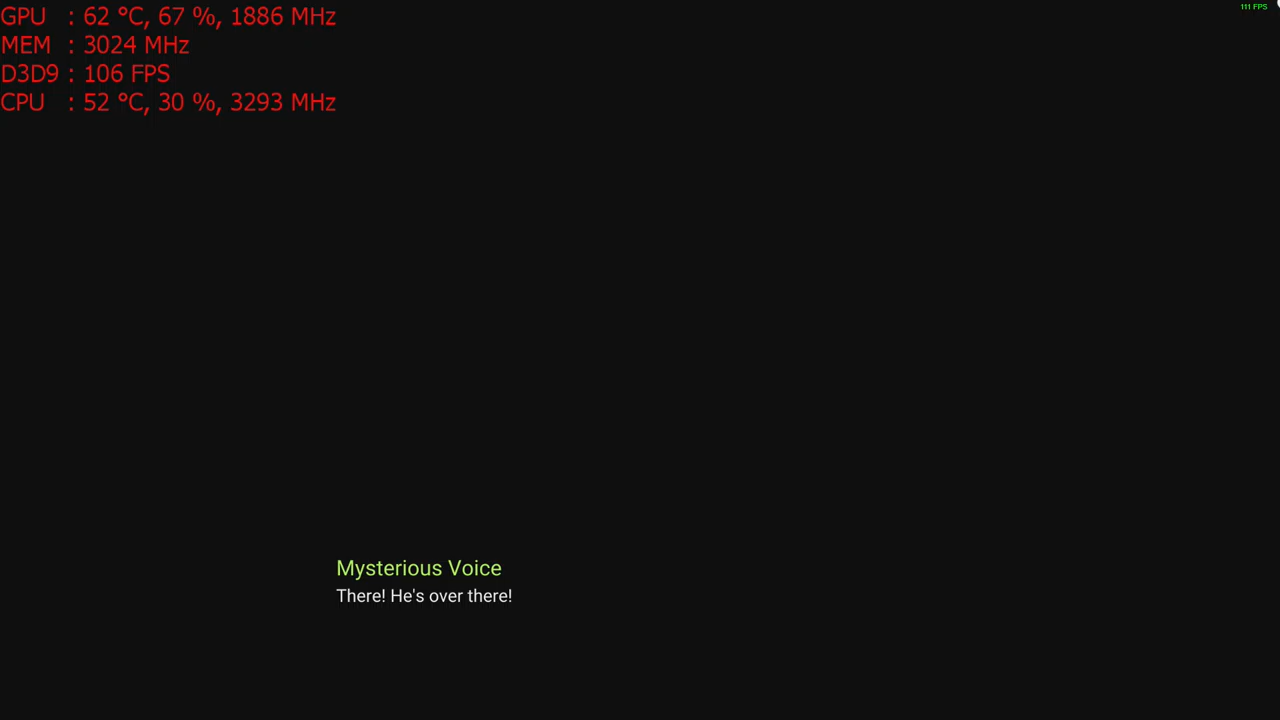 GPU : 62 °C, 67 %, 1886 MHz
111 FPS
MEM : 3024 MHz
D3D9 : 106 FPS
CPU : 52 °C, 30 %, 3293 MHz
Mysterious Voice
There! He's over there!